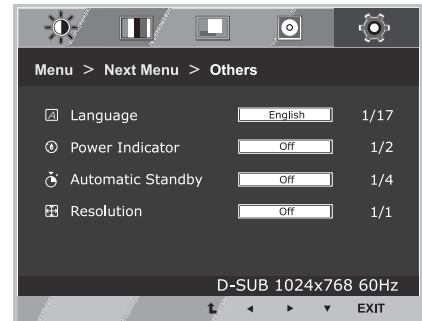 Menu > Next Menu > Others
Language English 1/17
Power Indicator Off 1/2
Automatic Standby Off 1/4
Resolution Off 1/1
D-SUB 1024x768 60Hz
EXIT